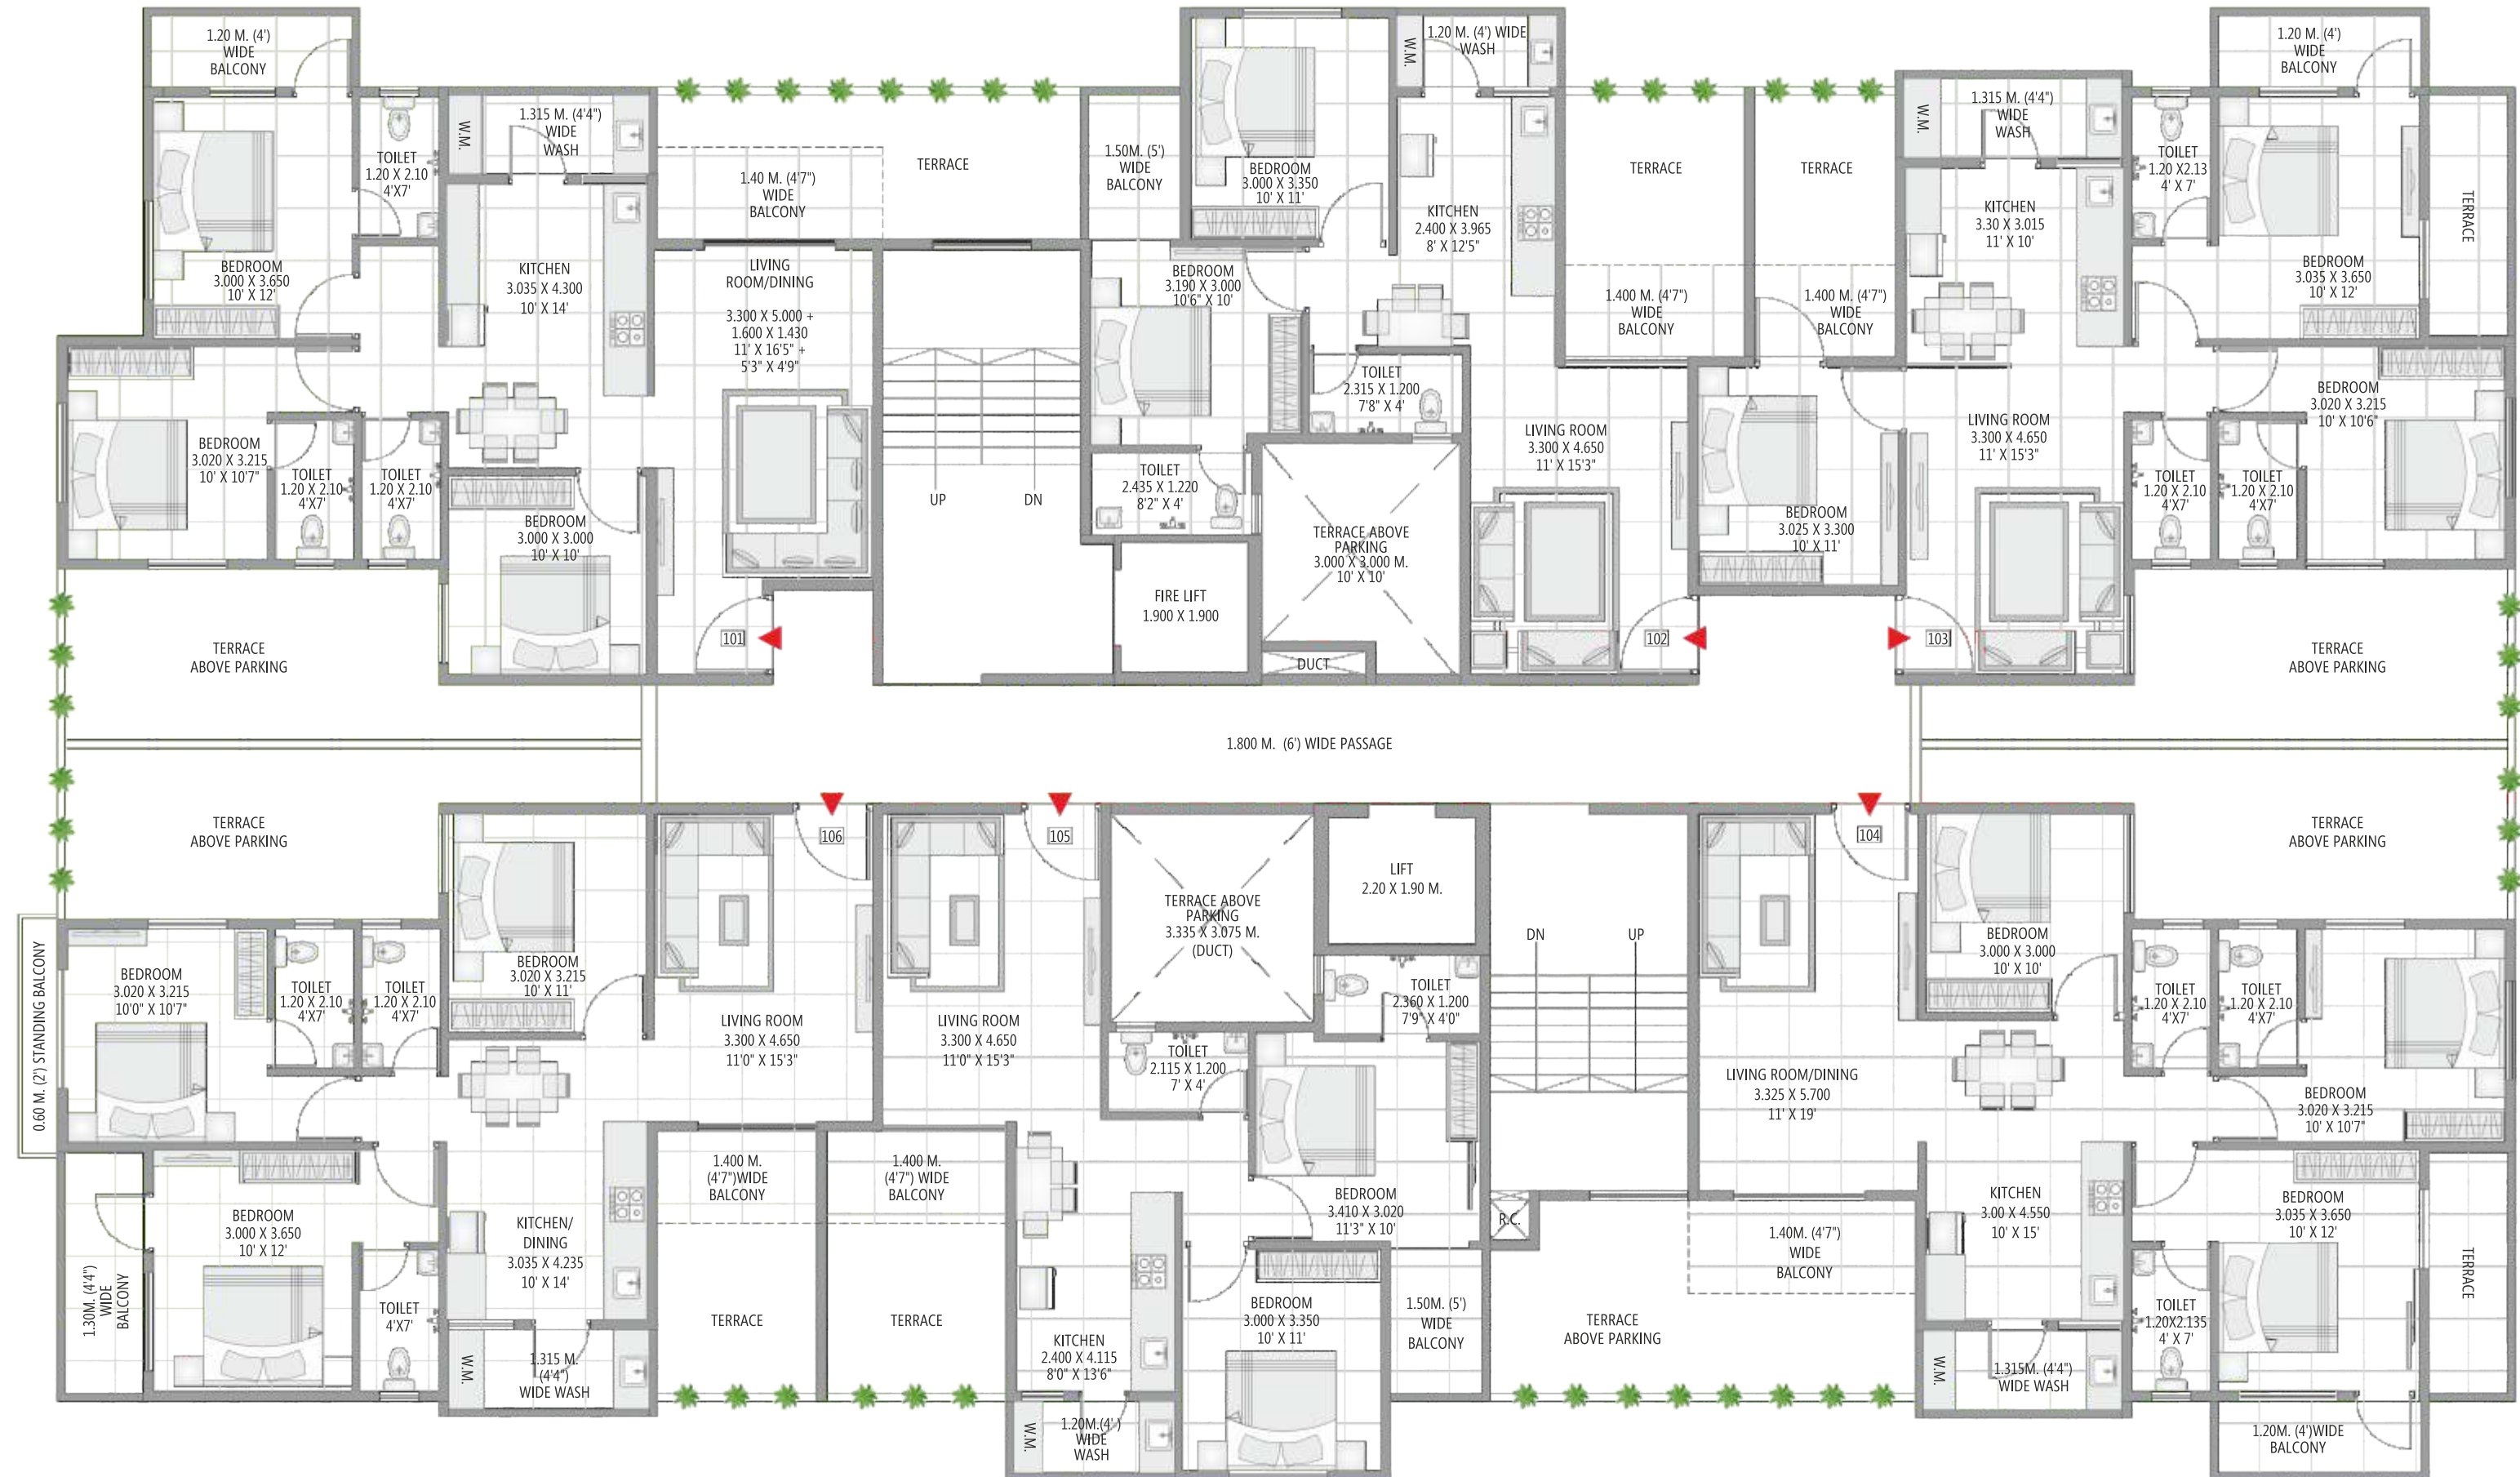 1.20 M. (4')
WIDE
BALCONY
TOILET
1.20 X 2.10
4'X7'
W.M.
1.315 M. (4'4")
WIDE
WASH
BEDROOM
3.000 X 3.650
10' X 12'
KITCHEN
3.035 X 4.300
10' X 14'
1.40 M. (4'7")
WIDE
BALCONY
TERRACE
LIVING
ROOM/DINING
3.300 X 5.000 +
1.600 X 1.430
11' X 16'5" +
5'3" X 4'9"
BEDROOM
3.020 X 3.215
10' X 10'7"
TOILET
1.20 X 2.10
4'X7'
TOILET
1.20 X 2.10
4'X7'
BEDROOM
3.000 X 3.000
10' X 10'
UP
DN
101
TERRACE
ABOVE PARKING
1.50M. (5')
WIDE
BALCONY
BEDROOM
3.000 X 3.350
10' X 11'
W.M.
1.20 M. (4') WIDE
WASH
KITCHEN
2.400 X 3.965
8' X 12'5"
BEDROOM
3.190 X 3.000
10'6" X 10'
TOILET
2.315 X 1.200
7'8" X 4'
TOILET
2.435 X 1.220
8'2" X 4'
TERRACE ABOVE
PARKING
3.000 X 3.000 M.
10' X 10'
FIRE LIFT
1.900 X 1.900
DUCT
TERRACE
1.400 M. (4'7")
WIDE
BALCONY
LIVING ROOM
3.300 X 4.650
11' X 15'3"
102
TERRACE
1.400 M. (4'7")
WIDE
BALCONY
BEDROOM
3.025 X 3.300
10' X 11'
W.M.
1.315 M. (4'4")
WIDE
WASH
KITCHEN
3.30 X 3.015
11' X 10'
TOILET
1.20 X2.13
4' X 7'
1.20 M. (4')
WIDE
BALCONY
TERRACE
BEDROOM
3.035 X 3.650
10' X 12'
LIVING ROOM
3.300 X 4.650
11' X 15'3"
BEDROOM
3.020 X 3.215
10' X 10'6"
TOILET
1.20 X 2.10
4'X7'
TOILET
1.20 X 2.10
4'X7'
103
TERRACE
ABOVE PARKING
1.800 M. (6') WIDE PASSAGE
TERRACE
ABOVE PARKING
0.60 M. (2') STANDING BALCONY
BEDROOM
3.020 X 3.215
10'0" X 10'7"
TOILET
1.20 X 2.10
4'X7'
TOILET
1.20 X 2.10
4'X7'
BEDROOM
3.020 X 3.215
10' X 11'
106
LIVING ROOM
3.300 X 4.650
11'0" X 15'3"
1.30M. (4'4")
WIDE
BALCONY
BEDROOM
3.000 X 3.650
10' X 12'
TOILET
4'X7'
KITCHEN/
DINING
3.035 X 4.235
10' X 14'
W.M.
1.315 M.
(4'4")
WIDE WASH
1.400 M.
(4'7")WIDE
BALCONY
TERRACE
105
LIVING ROOM
3.300 X 4.650
11'0" X 15'3"
1.400 M.
(4'7") WIDE
BALCONY
TERRACE
TERRACE ABOVE
PARKING
3.335 X 3.075 M.
(DUCT)
LIFT
2.20 X 1.90 M.
TOILET
2.360 X 1.200
7'9" X 4'0"
TOILET
2.115 X 1.200
7' X 4'
BEDROOM
3.410 X 3.020
11'3" X 10'
KITCHEN
2.400 X 4.115
8'0" X 13'6"
W.M.
1.20M.(4')
WIDE
WASH
BEDROOM
3.000 X 3.350
10' X 11'
1.50M. (5')
WIDE
BALCONY
DN
UP
R.C.
104
LIVING ROOM/DINING
3.325 X 5.700
11' X 19'
1.40M. (4'7")
WIDE
BALCONY
TERRACE
ABOVE PARKING
BEDROOM
3.000 X 3.000
10' X 10'
TERRACE
ABOVE PARKING
TOILET
1.20 X 2.10
4'X7'
TOILET
1.20 X 2.10
4'X7'
BEDROOM
3.020 X 3.215
10' X 10'7"
KITCHEN
3.00 X 4.550
10' X 15'
BEDROOM
3.035 X 3.650
10' X 12'
TERRACE
TOILET
1.20X2.135
4' X 7'
W.M.
1.315M. (4'4")
WIDE WASH
1.20M. (4')WIDE
BALCONY